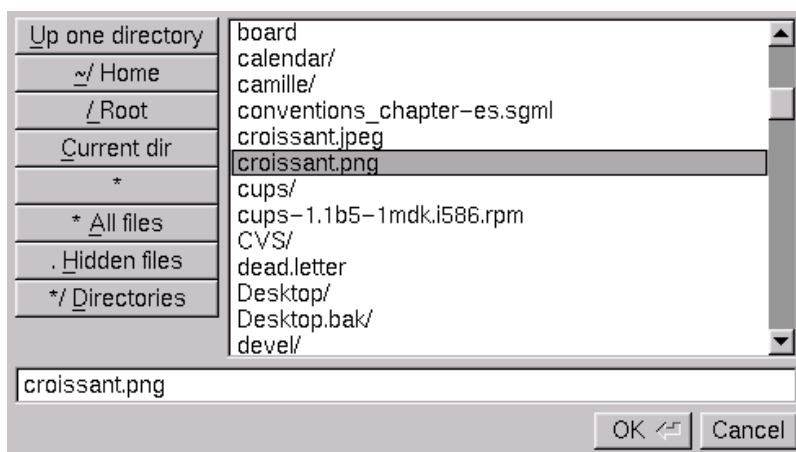 Up one directory
~/ Home
/ Root
Current dir
*
* All files
. Hidden files
*/ Directories
board
calendar/
camille/
conventions_chapter-es.sgml
croissant.jpeg
croissant.png
cups/
cups-1.1b5-1mdk.i586.rpm
CVS/
dead.letter
Desktop/
Desktop.bak/
devel/
croissant.png
OK
Cancel